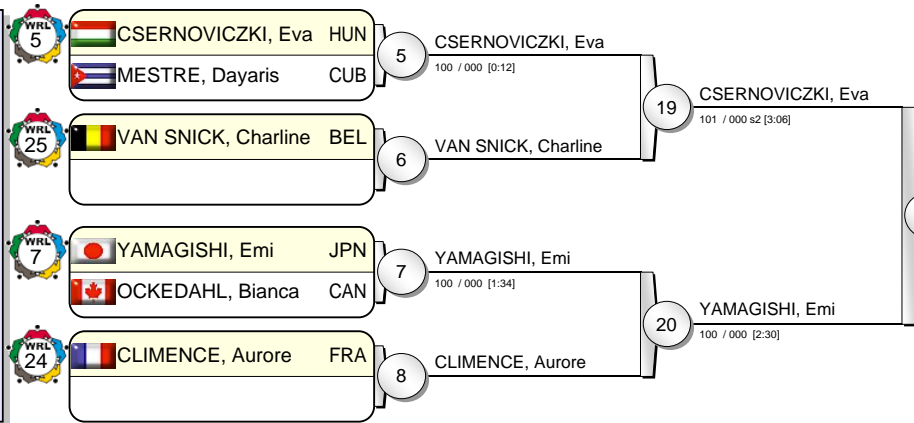 WRL
5
CSERNOVICZKI, Eva HUN
MESTRE, Dayaris CUB
5
CSERNOVICZKI, Eva
100 / 000 [0:12]
WRL
25
VAN SNICK, Charline BEL
6
VAN SNICK, Charline
19
CSERNOVICZKI, Eva
101 / 000 s2 [3:06]
WRL
7
YAMAGISHI, Emi JPN
OCKEDAHL, Bianca CAN
7
YAMAGISHI, Emi
100 / 000 [1:34]
WRL
24
CLIMENCE, Aurore FRA
8
CLIMENCE, Aurore
20
YAMAGISHI, Emi
100 / 000 [2:30]